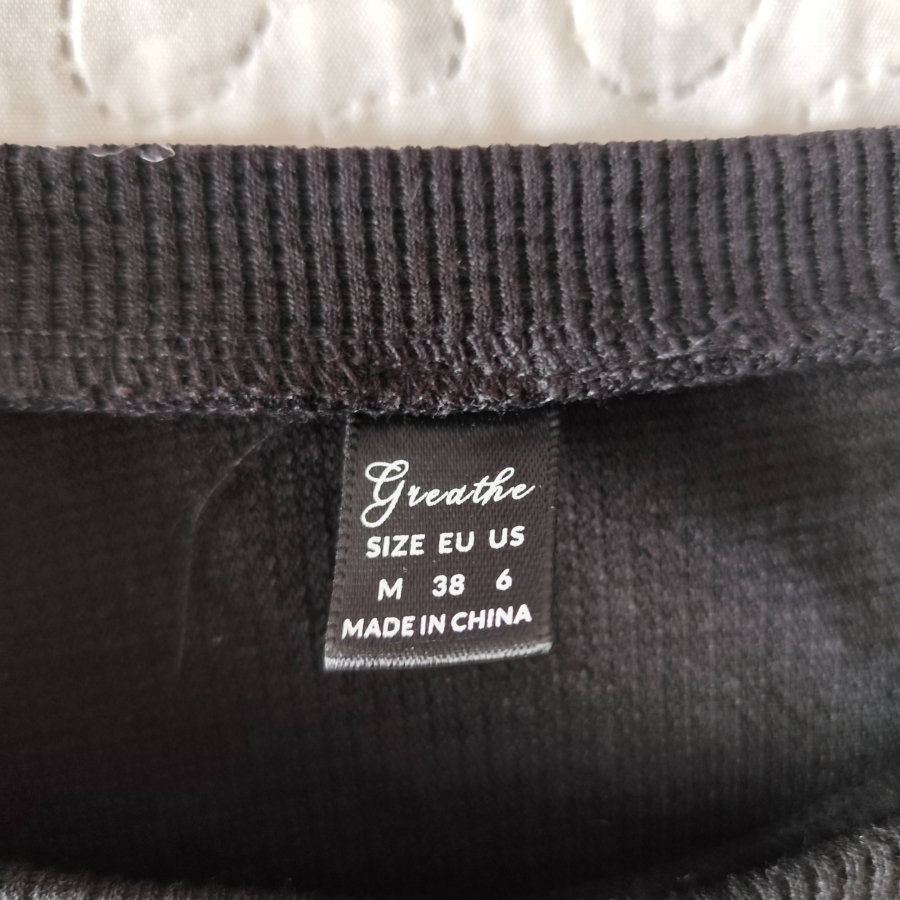 Greathe
SIZE EU US
M 38 6
MADE IN CHINA